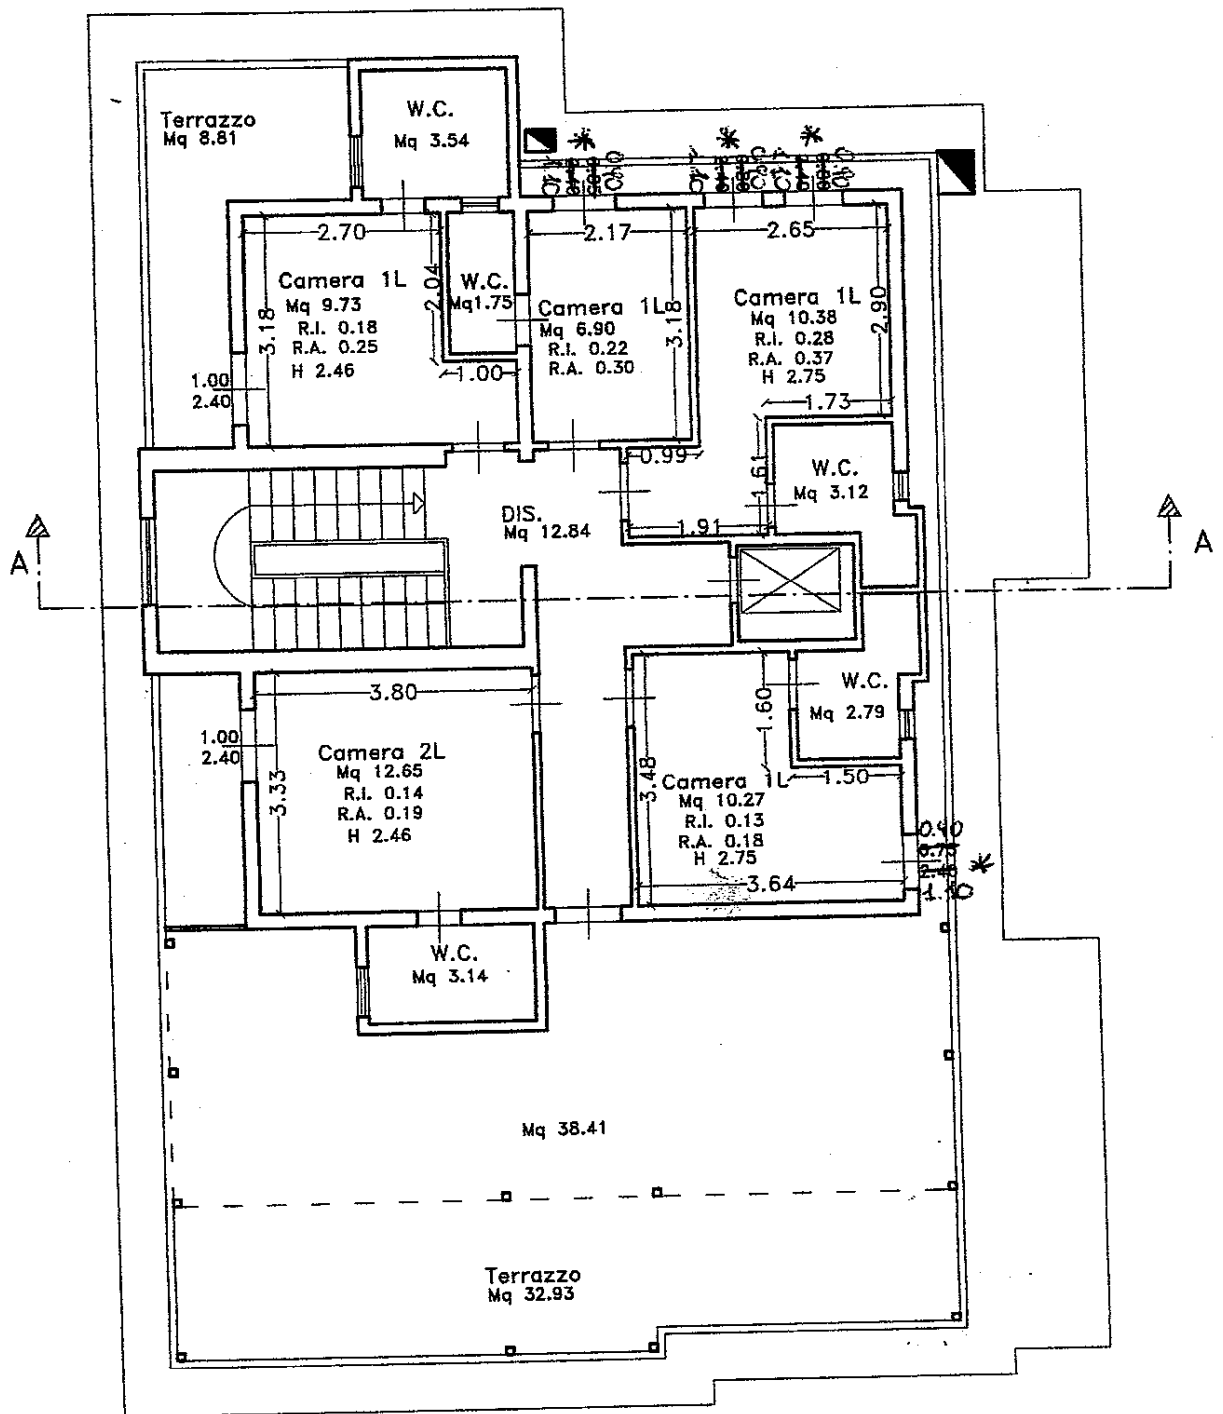 Terrazzo
Mq 8.81
W.C.
Mq 3.54
2.70
2.17
2.65
Camera 1L
Mq 9.73
R.I. 0.18
R.A. 0.25
H 2.46
3.18
2.04
W.C.
Mq1.75
1.00
Camera 1L
Mq 6.90
R.I. 0.22
R.A. 0.30
3.18
Camera 1L
Mq 10.38
R.I. 0.28
R.A. 0.37
H 2.75
2.90
1.73
1.00
2.40
0.99
1.61
W.C.
Mq 3.12
1.91
DIS.
Mq 12.84
A
A
3.80
1.00
2.40
Camera 2L
Mq 12.65
R.I. 0.14
R.A. 0.19
H 2.46
3.33
1.60
W.C.
Mq 2.79
1.50
3.48
Camera 1L
Mq 10.27
R.I. 0.13
R.A. 0.18
H 2.75
3.64
W.C.
Mq 3.14
Mq 38.41
Terrazzo
Mq 32.93